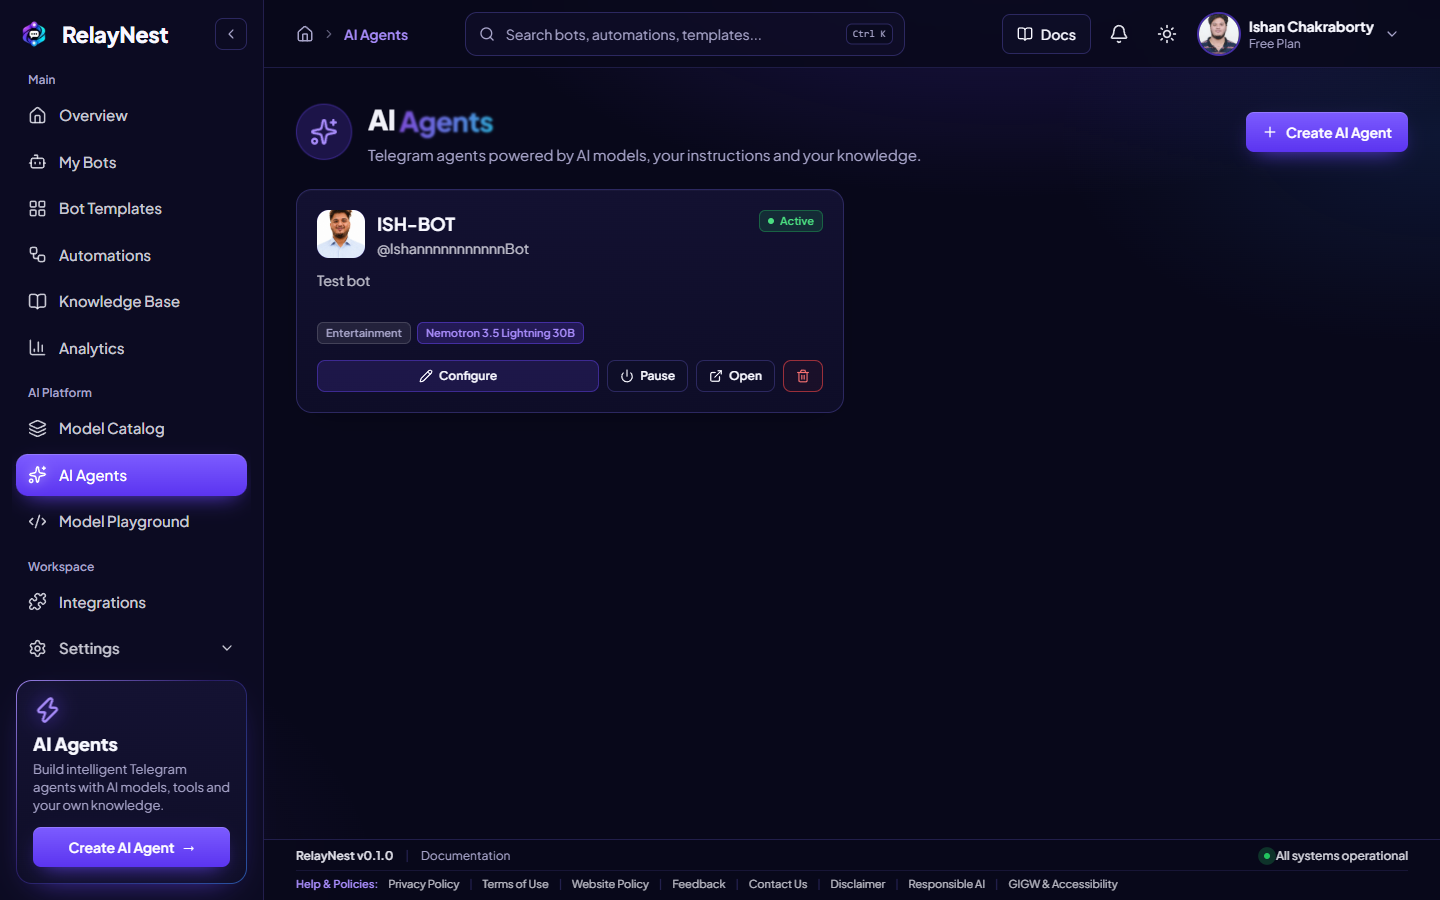 RelayNest
Main
Overview
My Bots
Bot Templates
Automations
Knowledge Base
Analytics
AI Platform
Model Catalog
AI Agents
Model Playground
Workspace
Integrations
Settings
AI Agents
Build intelligent Telegram
agents with AI models, tools and
your own knowledge.
Create AI Agent →
AI Agents
Search bots, automations, templates...
Ctrl K
Docs
Ishan Chakraborty
Free Plan
AI Agents
Telegram agents powered by AI models, your instructions and your knowledge.
Create AI Agent
ISH-BOT
Active
@IshannnnnnnnnnnBot
Test bot
Entertainment
Nemotron 3.5 Lightning 30B
Configure
Pause
Open
RelayNest v0.1.0
Documentation
All systems operational
Help & Policies:
Privacy Policy
Terms of Use
Website Policy
Feedback
Contact Us
Disclaimer
Responsible AI
GIGW & Accessibility